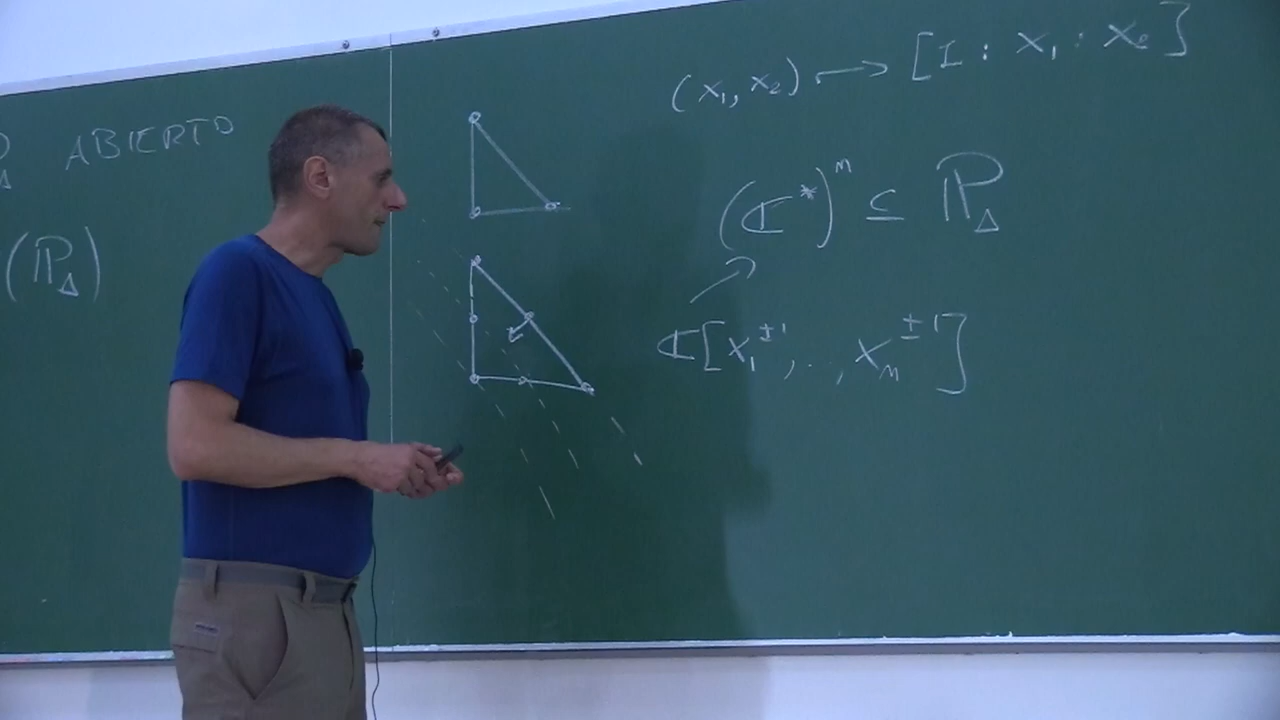 ABIERTO
(ℙ_Δ)
(x₁, x₂) ⟼ [1 : x₁ : x₂]
(ℂ*)ⁿ ⊆ ℙ_Δ
ℂ[x₁^{±1}, .., xₙ^{±1}]